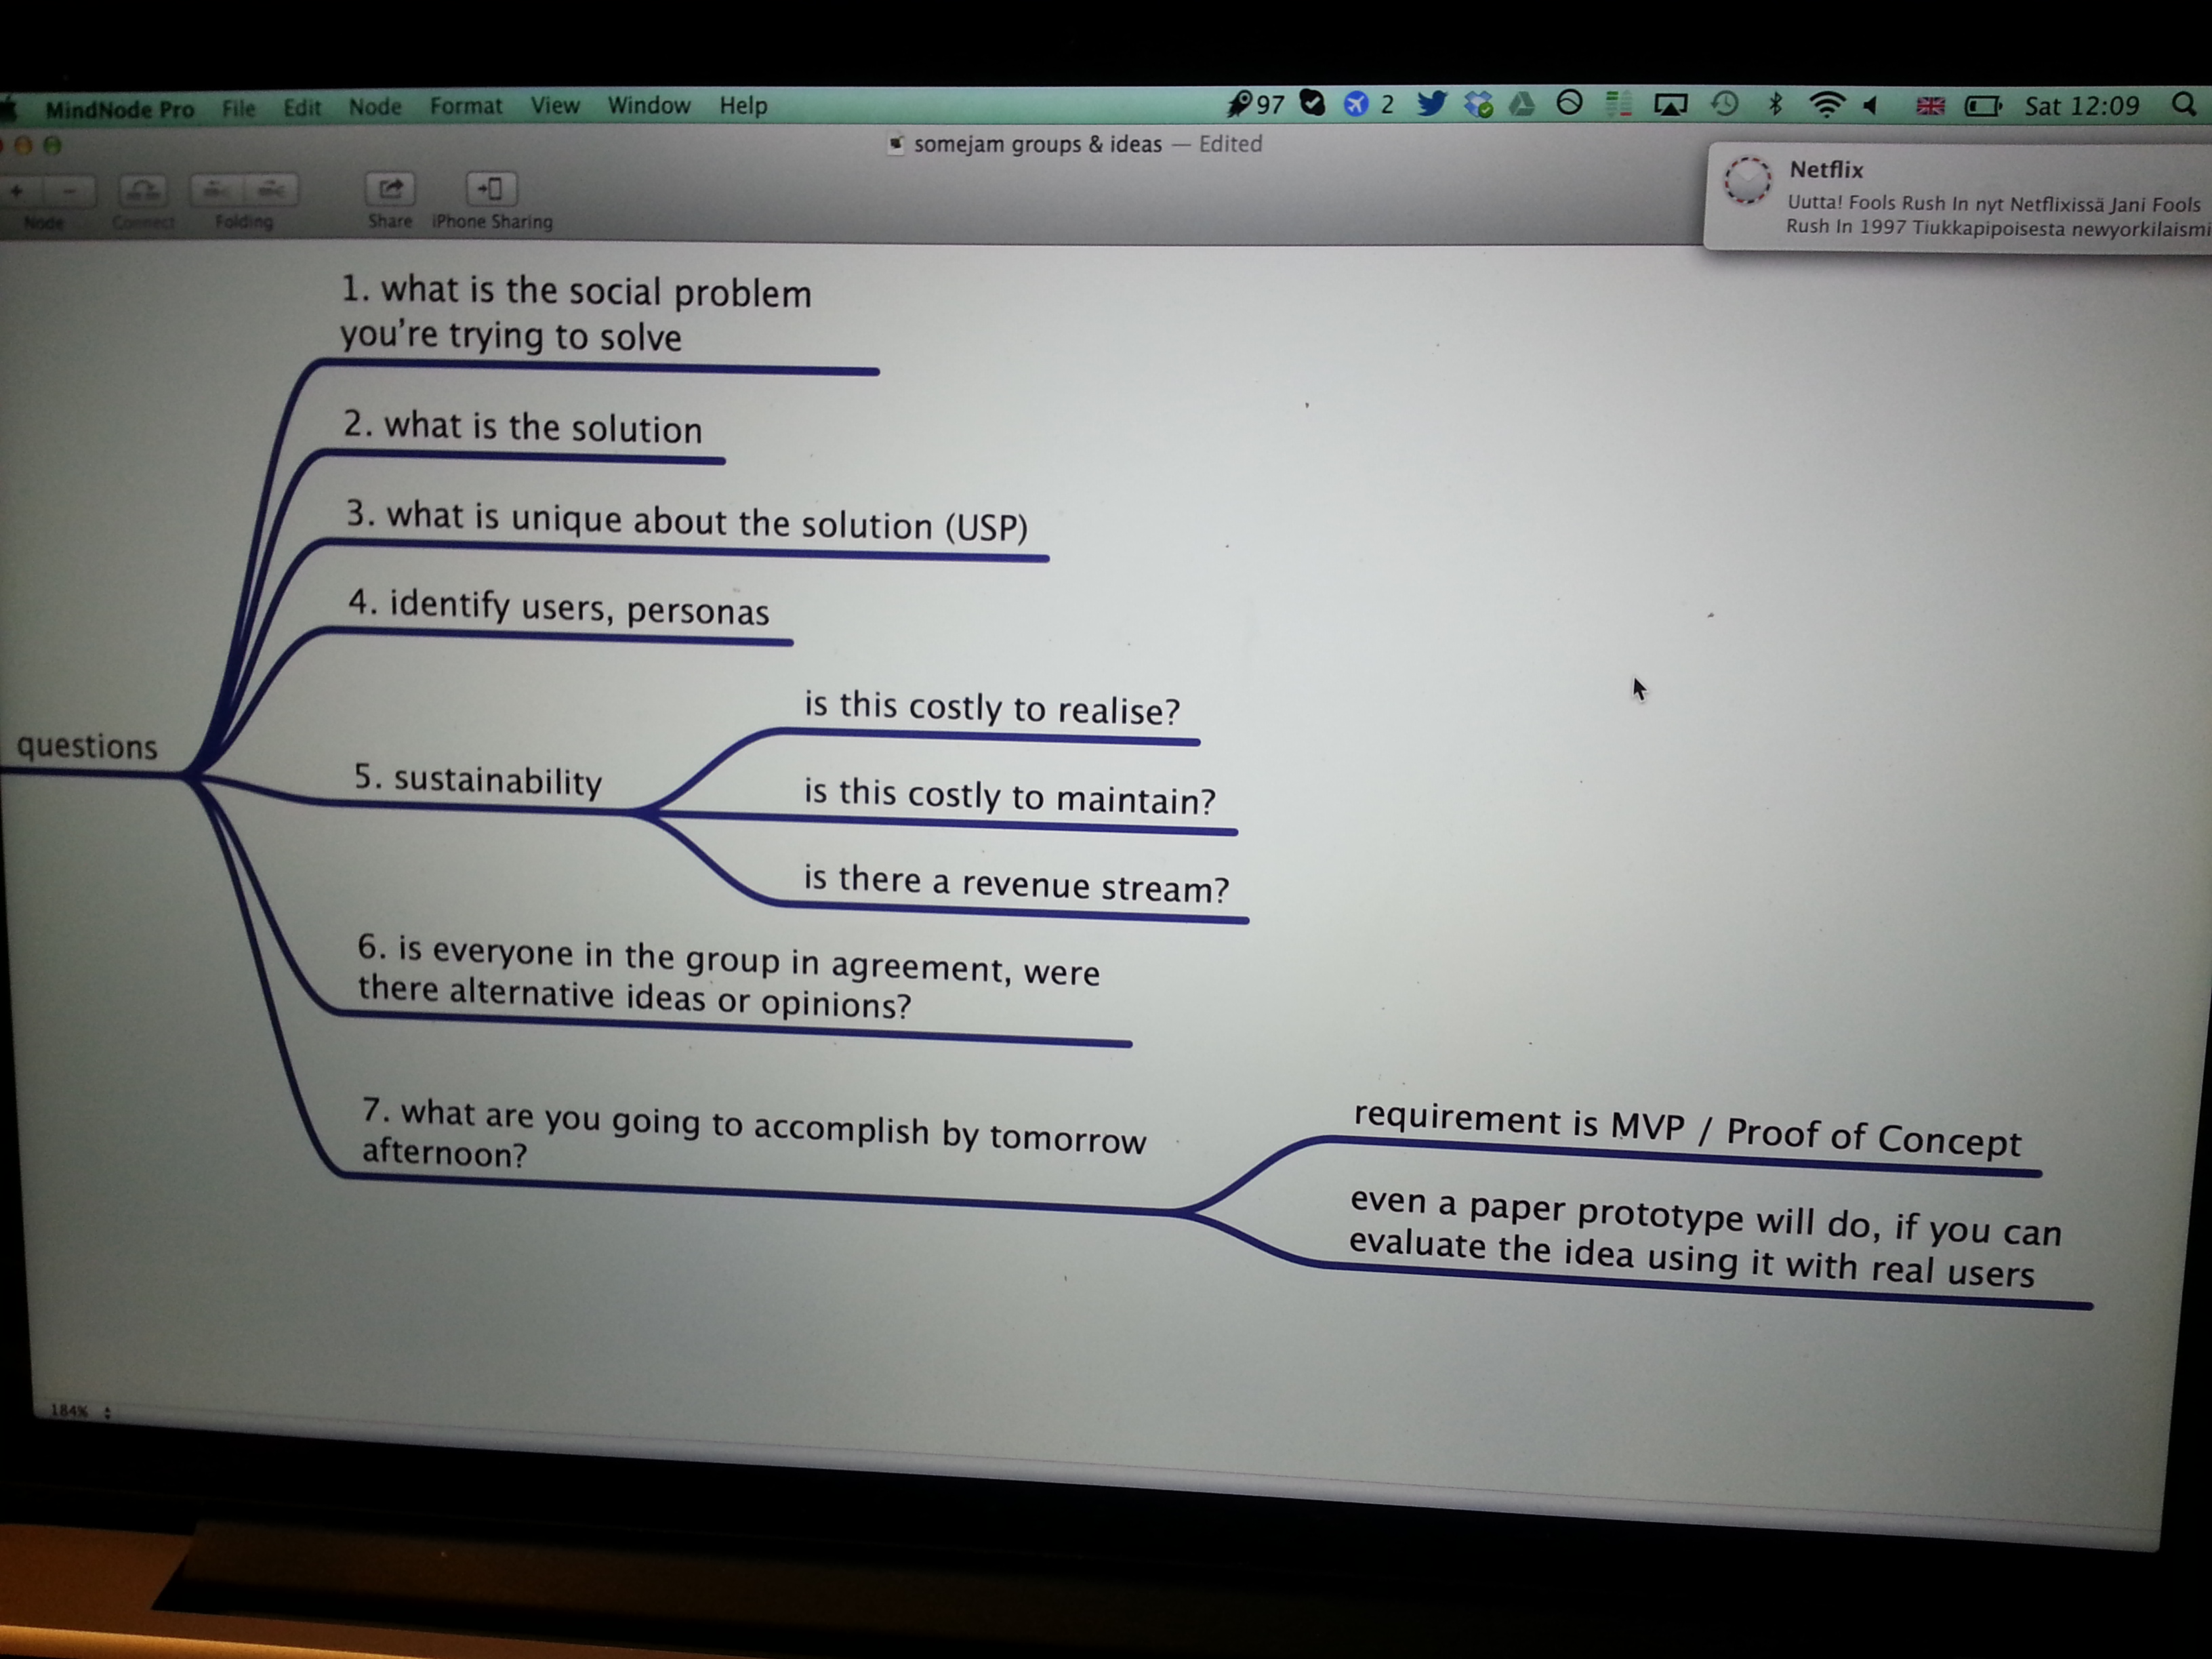 MindNode Pro File Edit Node Format View Window Help 97 2 Sat 12:09
somejam groups & ideas — Edited
Node Connect Folding Share iPhone Sharing
Netflix
Uutta! Fools Rush In nyt Netflixissä Jani Fools
Rush In 1997 Tiukkapipoisesta newyorkilaismi
questions
1. what is the social problem
you're trying to solve
2. what is the solution
3. what is unique about the solution (USP)
4. identify users, personas
5. sustainability
is this costly to realise?
is this costly to maintain?
is there a revenue stream?
6. is everyone in the group in agreement, were
there alternative ideas or opinions?
7. what are you going to accomplish by tomorrow
afternoon?
requirement is MVP / Proof of Concept
even a paper prototype will do, if you can
evaluate the idea using it with real users
184%